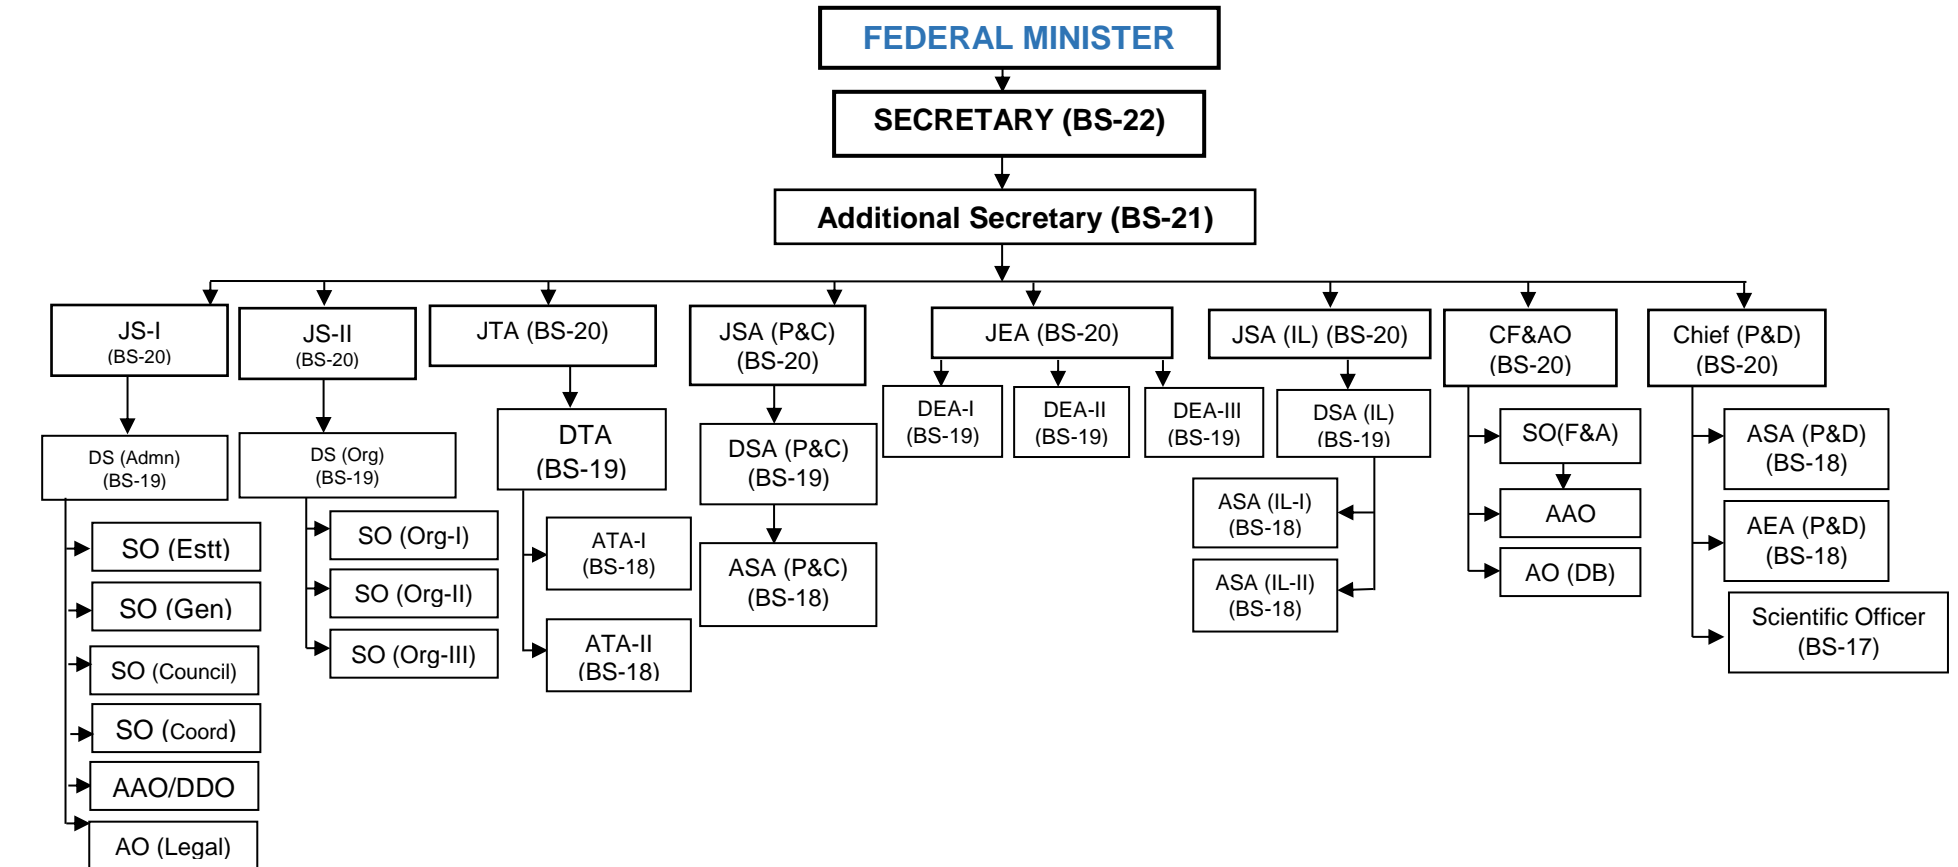 FEDERAL MINISTER
SECRETARY (BS-22)
Additional Secretary (BS-21)
JS-I
(BS-20)
JS-II
(BS-20)
JTA (BS-20)
JSA (P&C)
(BS-20)
JEA (BS-20)
JSA (IL) (BS-20)
CF&AO
(BS-20)
Chief (P&D)
(BS-20)
DS (Admn)
(BS-19)
DS (Org)
(BS-19)
DTA
(BS-19)
DSA (P&C)
(BS-19)
DEA-I
(BS-19)
DEA-II
(BS-19)
DEA-III
(BS-19)
DSA (IL)
(BS-19)
SO(F&A)
AAO
AO (DB)
ASA (P&D)
(BS-18)
AEA (P&D)
(BS-18)
Scientific Officer
(BS-17)
SO (Estt)
SO (Gen)
SO (Council)
SO (Coord)
AAO/DDO
AO (Legal)
SO (Org-I)
SO (Org-II)
SO (Org-III)
ATA-I
(BS-18)
ATA-II
(BS-18)
ASA (P&C)
(BS-18)
ASA (IL-I)
(BS-18)
ASA (IL-II)
(BS-18)